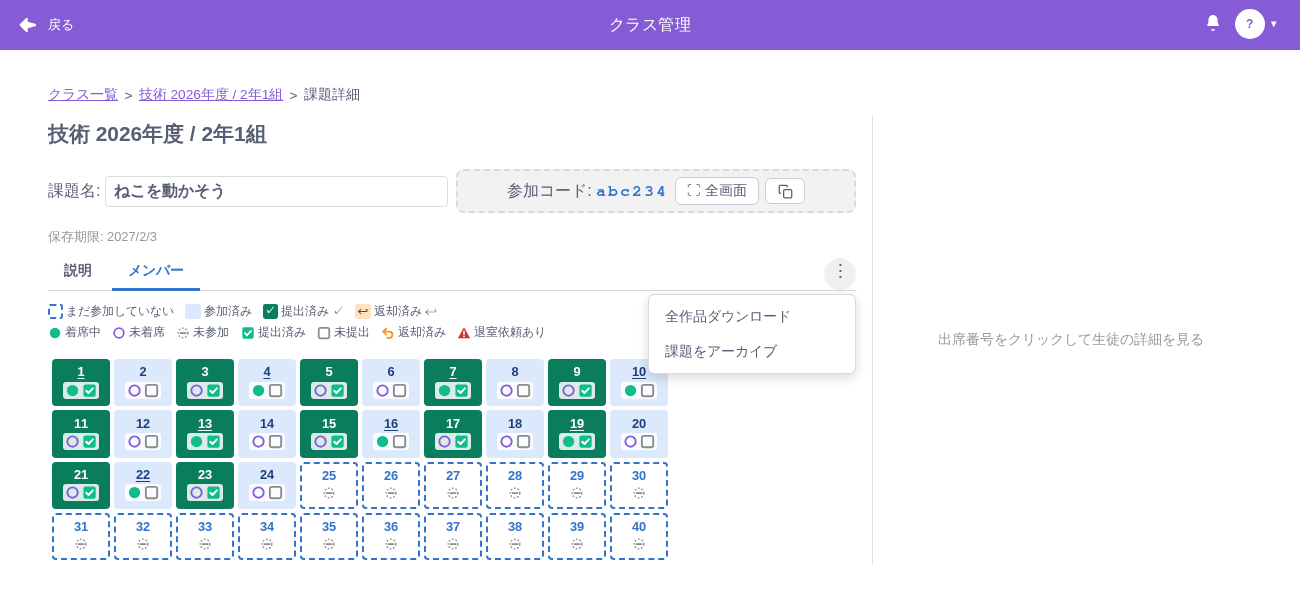 戻る
クラス管理
?
クラス一覧 > 技術 2026年度 / 2年1組 > 課題詳細
技術 2026年度 / 2年1組
課題名: ねこを動かそう
参加コード: abc234 全画面
保存期限: 2027/2/3
説明 メンバー
まだ参加していない 参加済み 提出済み 返却済み
着席中 未着席 未参加 提出済み 未提出 返却済み 退室依頼あり
全作品ダウンロード
課題をアーカイブ
1 2 3 4 5 6 7 8 9 10
11 12 13 14 15 16 17 18 19 20
21 22 23 24 25 26 27 28 29 30
31 32 33 34 35 36 37 38 39 40
出席番号をクリックして生徒の詳細を見る